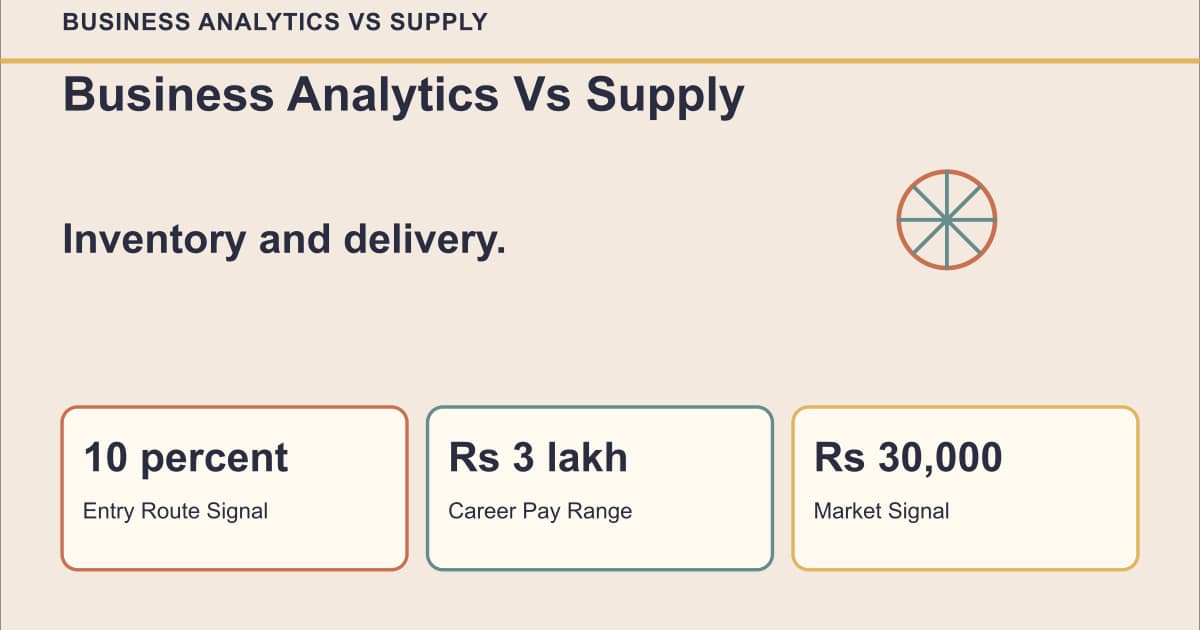 BUSINESS ANALYTICS VS SUPPLY
Business Analytics Vs Supply
Inventory and delivery.
10 percent
Entry Route Signal
Rs 3 lakh
Career Pay Range
Rs 30,000
Market Signal